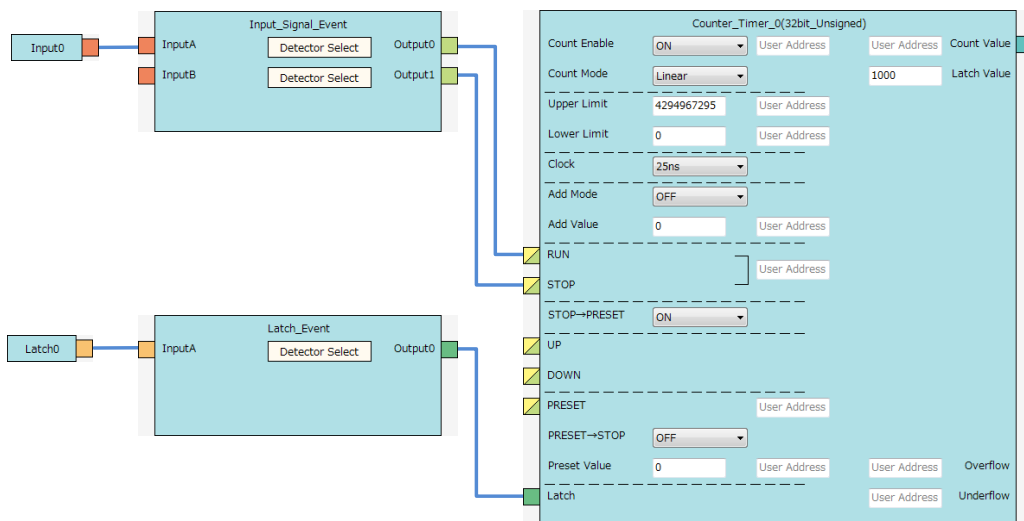 Input_Signal_Event
Input0
InputA Detector Select Output0
InputB Detector Select Output1
Latch_Event
Latch0
InputA Detector Select Output0
Counter_Timer_0(32bit_Unsigned)
Count Enable ON User Address User Address Count Value
Count Mode Linear 1000 Latch Value
Upper Limit 4294967295 User Address
Lower Limit 0 User Address
Clock 25ns
Add Mode OFF
Add Value 0 User Address
RUN
User Address
STOP
STOP→PRESET ON
UP
DOWN
PRESET User Address
PRESET→STOP OFF
Preset Value 0 User Address User Address Overflow
Latch User Address Underflow